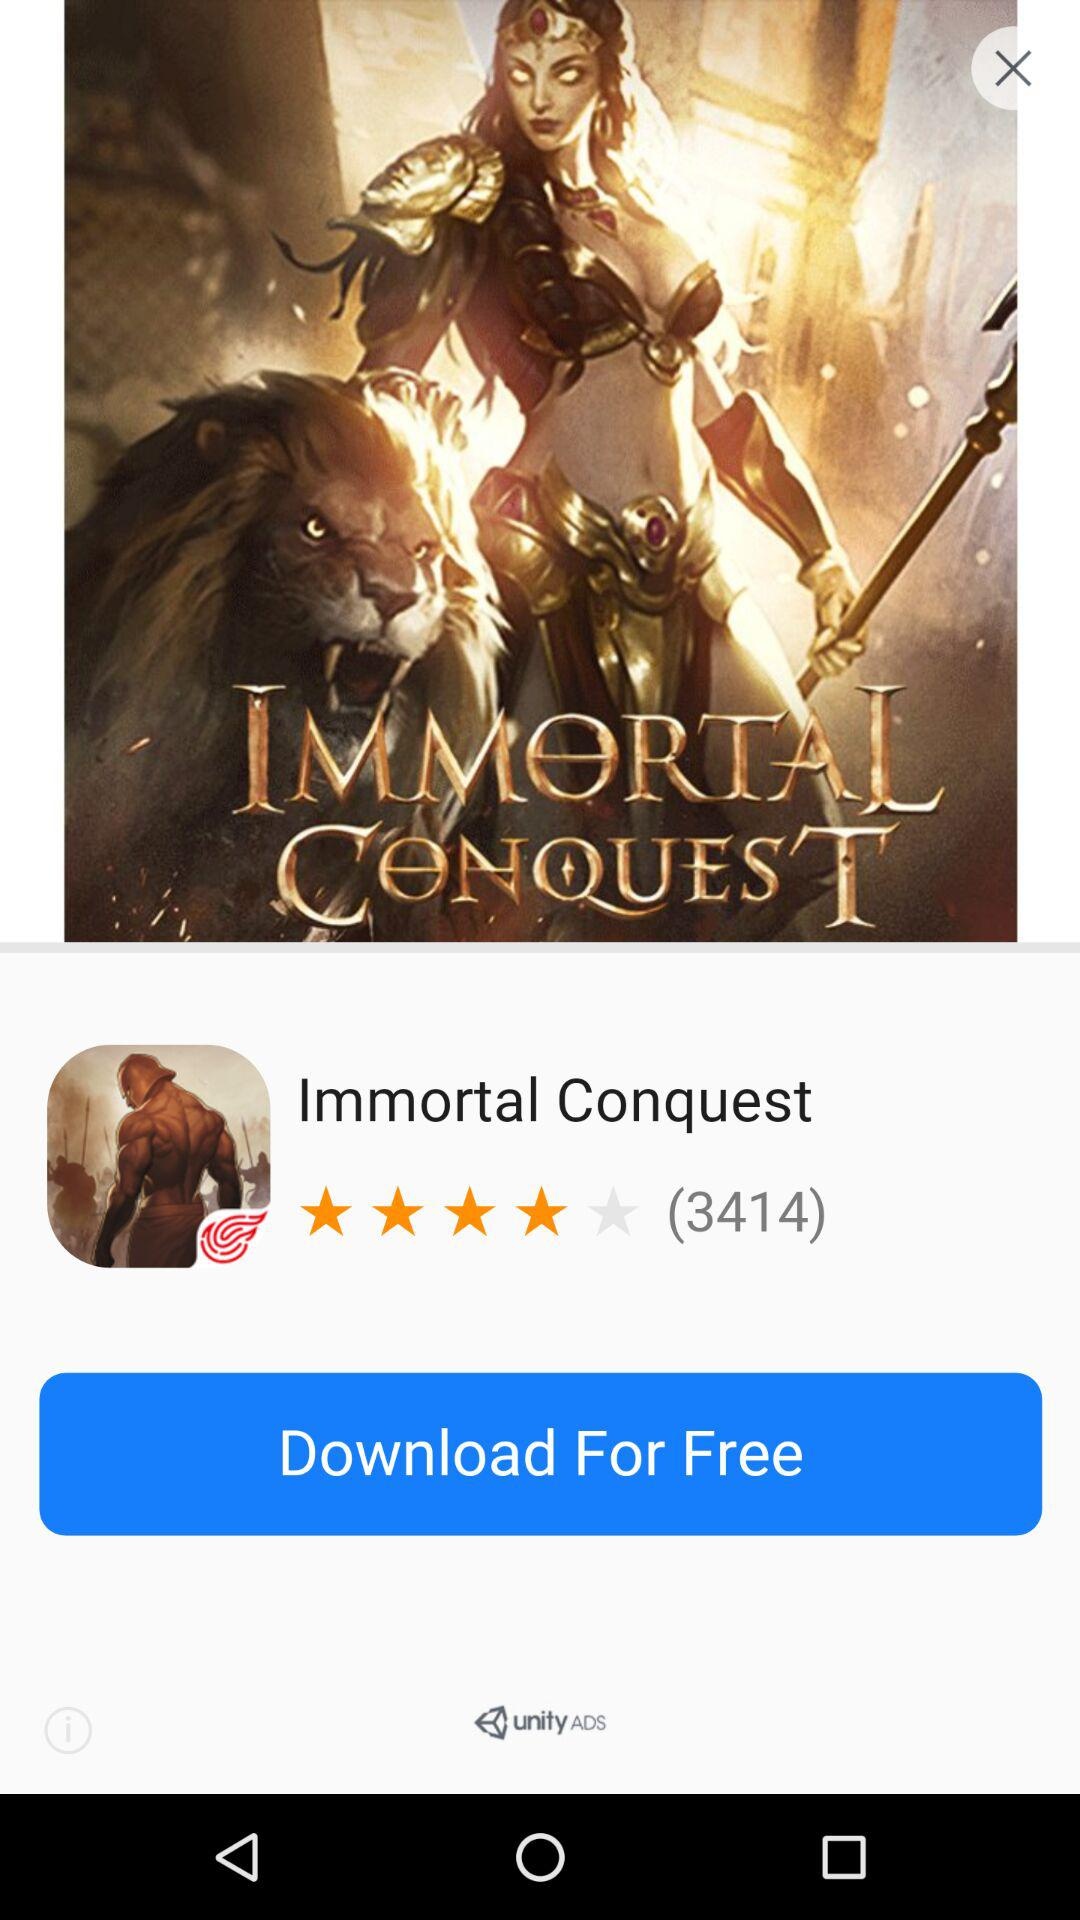 IMMORTAL
CONQUEST
Immortal Conquest
(3414)
Download For Free
unity ADS